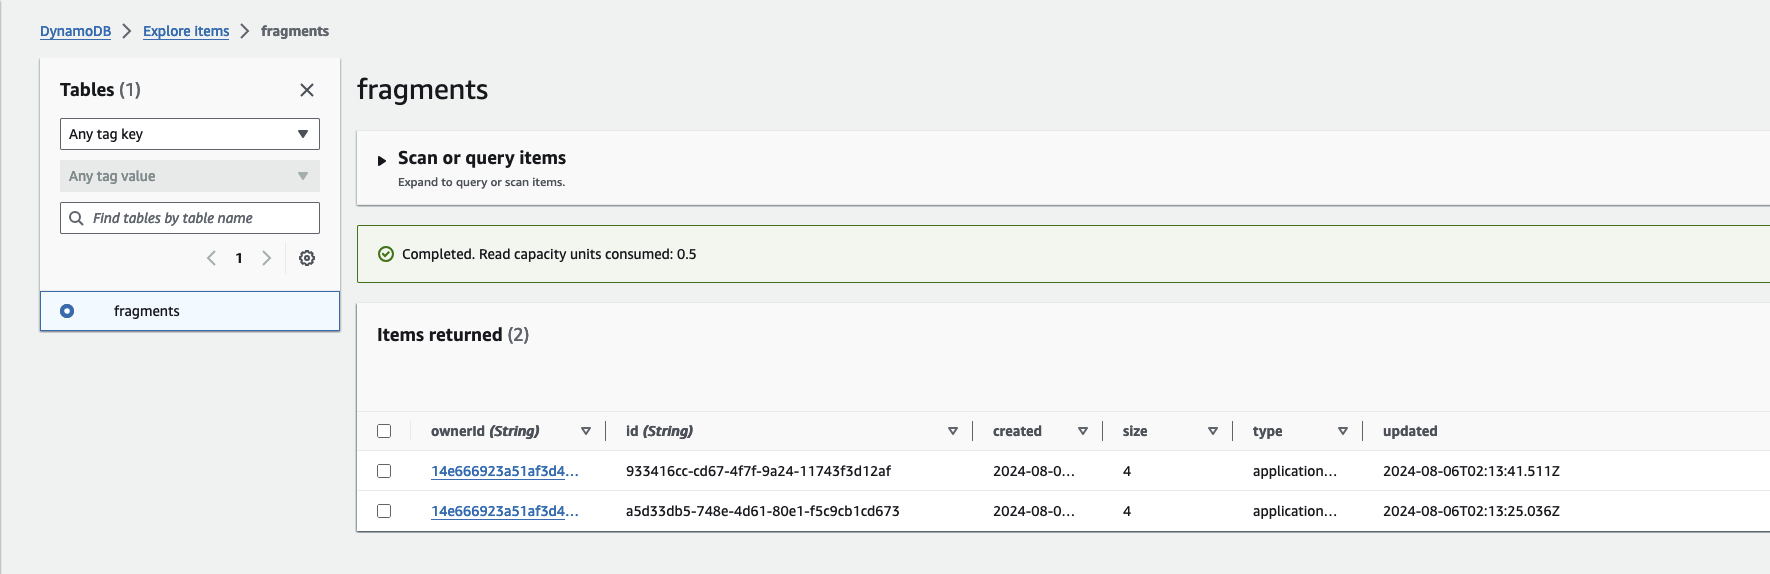 DynamoDB > Explore items > fragments
Tables (1)
Any tag key
Any tag value
Find tables by table name
1
fragments
fragments
Scan or query items
Expand to query or scan items.
Completed. Read capacity units consumed: 0.5
Items returned (2)
ownerId (String) id (String) created size type updated
14e666923a51af3d4... 933416cc-cd67-4f7f-9a24-11743f3d12af 2024-08-0... 4 application... 2024-08-06T02:13:41.511Z
14e666923a51af3d4... a5d33db5-748e-4d61-80e1-f5c9cb1cd673 2024-08-0... 4 application... 2024-08-06T02:13:25.036Z